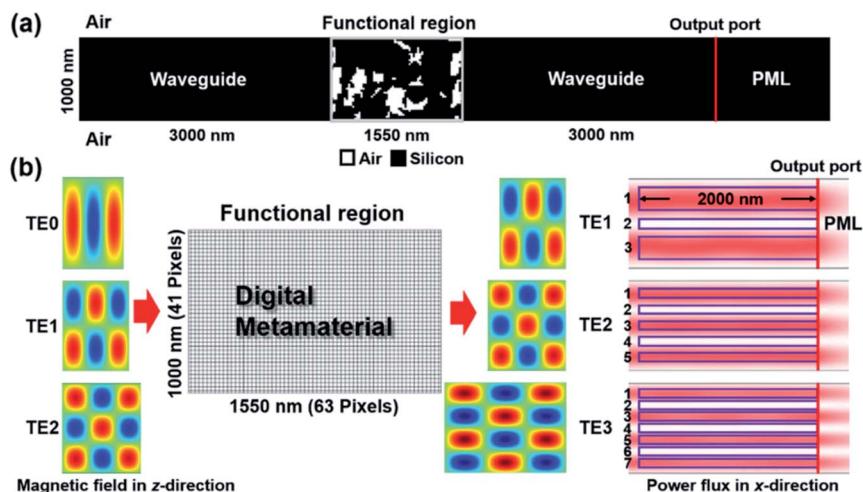 (a)
Air
Functional region
Output port
1000 nm
Waveguide
Waveguide
PML
Air
3000 nm
1550 nm
3000 nm
Air Silicon
(b)
Output port
TE0
Functional region
TE1
1
2000 nm
2
PML
3
1000 nm (41 Pixels)
Digital
Metamaterial
TE1
TE2
1
2
3
4
5
1550 nm (63 Pixels)
TE2
TE3
1
2
3
4
5
6
7
Magnetic field in z-direction
Power flux in x-direction